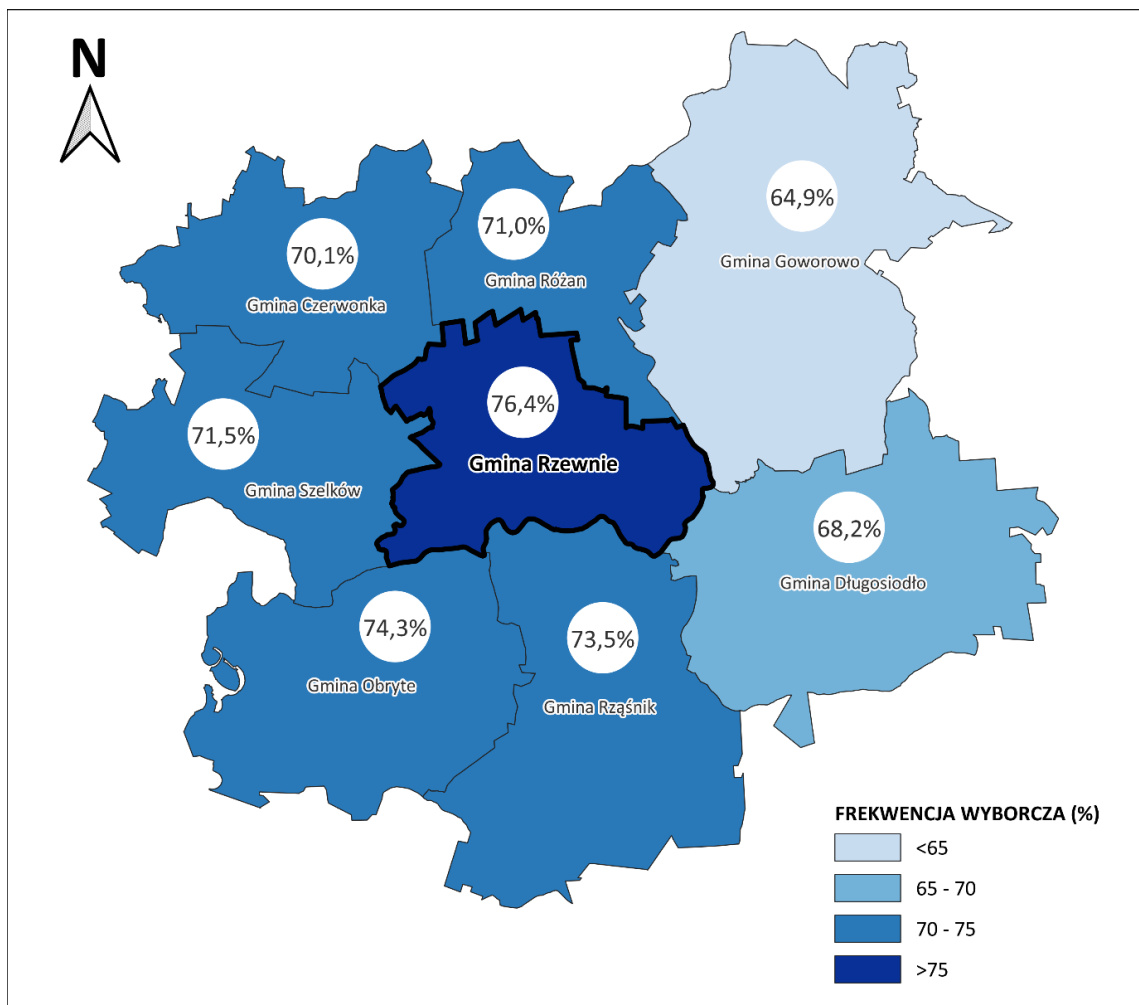 N
64,9%
Gmina Goworowo
71,0%
Gmina Różan
70,1%
Gmina Czerwonka
76,4%
Gmina Rzewnie
71,5%
Gmina Szelków
68,2%
Gmina Długosiodło
74,3%
Gmina Obryte
73,5%
Gmina Rząśnik
FREKWENCJA WYBORCZA (%)
<65
65 - 70
70 - 75
>75